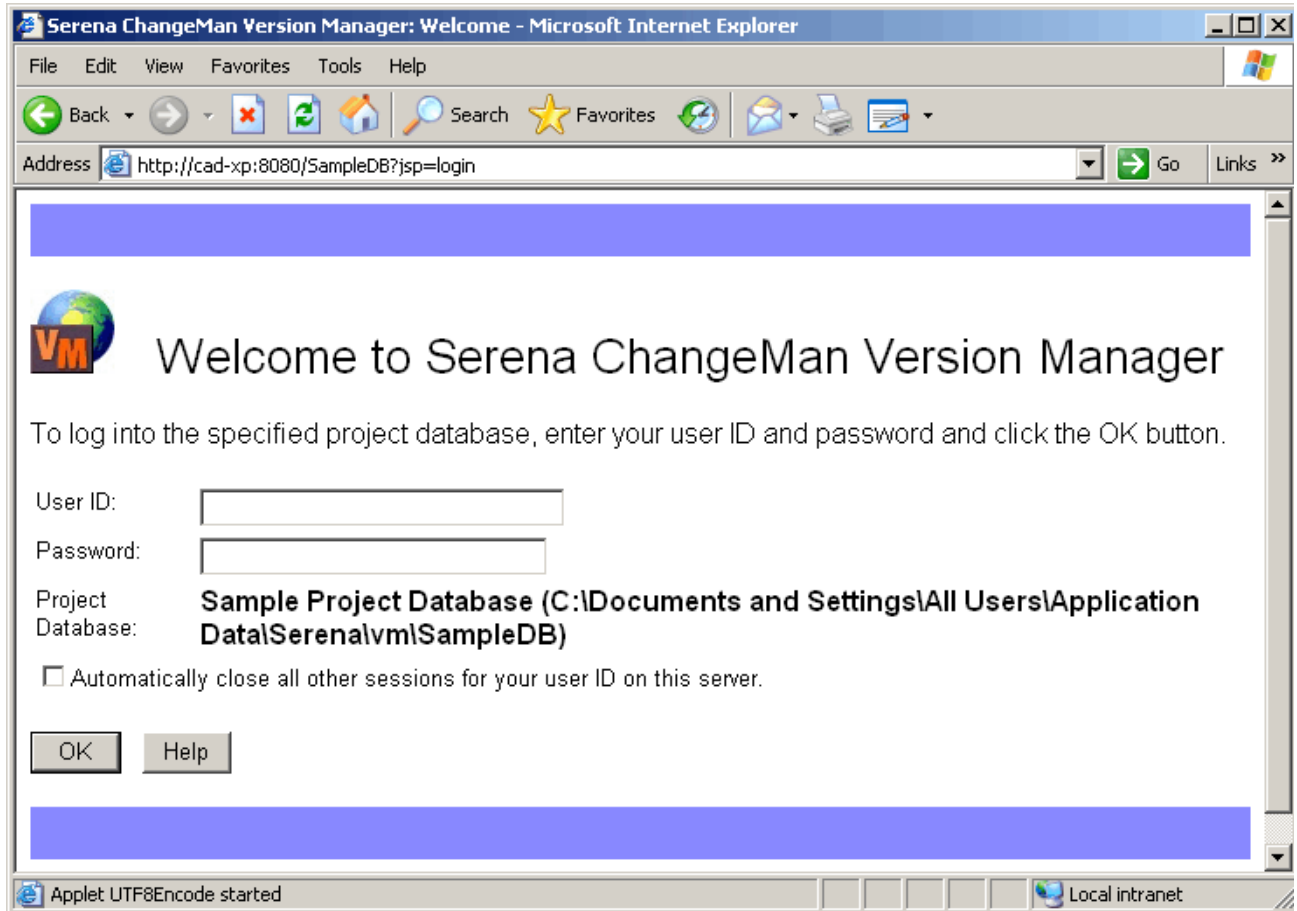 Serena ChangeMan Version Manager: Welcome - Microsoft Internet Explorer
File Edit View Favorites Tools Help
Back Search Favorites
Address http://cad-xp:8080/SampleDB?jsp=login Go Links »
VM
Welcome to Serena ChangeMan Version Manager
To log into the specified project database, enter your user ID and password and click the OK button.
User ID:
Password:
Project Database: Sample Project Database (C:\Documents and Settings\All Users\Application
Data\Serena\vm\SampleDB)
Automatically close all other sessions for your user ID on this server.
OK Help
Applet UTF8Encode started Local intranet